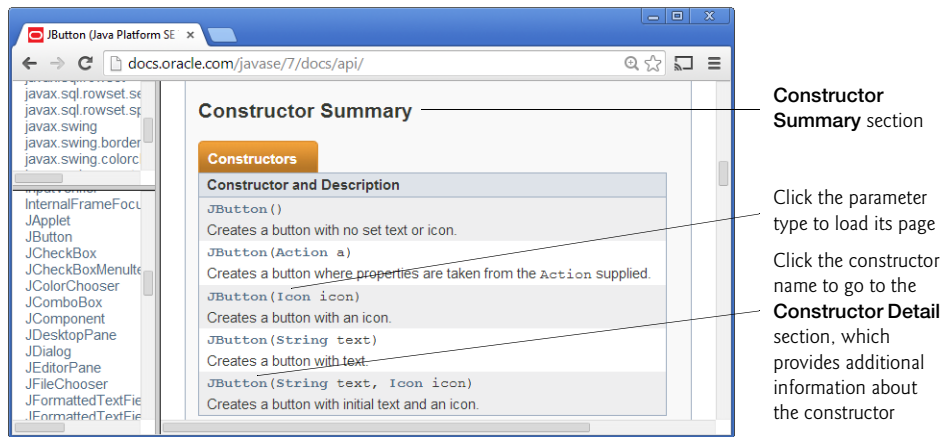 JButton (Java Platform SE
docs.oracle.com/javase/7/docs/api/
javax.sql.rowset.se
javax.sql.rowset.sp
javax.swing
javax.swing.border
javax.swing.colorc
InternalFrameFocu
JApplet
JButton
JCheckBox
JCheckBoxMenuIte
JColorChooser
JComboBox
JComponent
JDesktopPane
JDialog
JEditorPane
JFileChooser
JFormattedTextFie
JFormattedTextFie
Constructor Summary
Constructors
Constructor and Description
JButton()
Creates a button with no set text or icon.
JButton(Action a)
Creates a button where properties are taken from the Action supplied.
JButton(Icon icon)
Creates a button with an icon.
JButton(String text)
Creates a button with text.
JButton(String text, Icon icon)
Creates a button with initial text and an icon.
Constructor
Summary section
Click the parameter
type to load its page
Click the constructor
name to go to the
Constructor Detail
section, which
provides additional
information about
the constructor